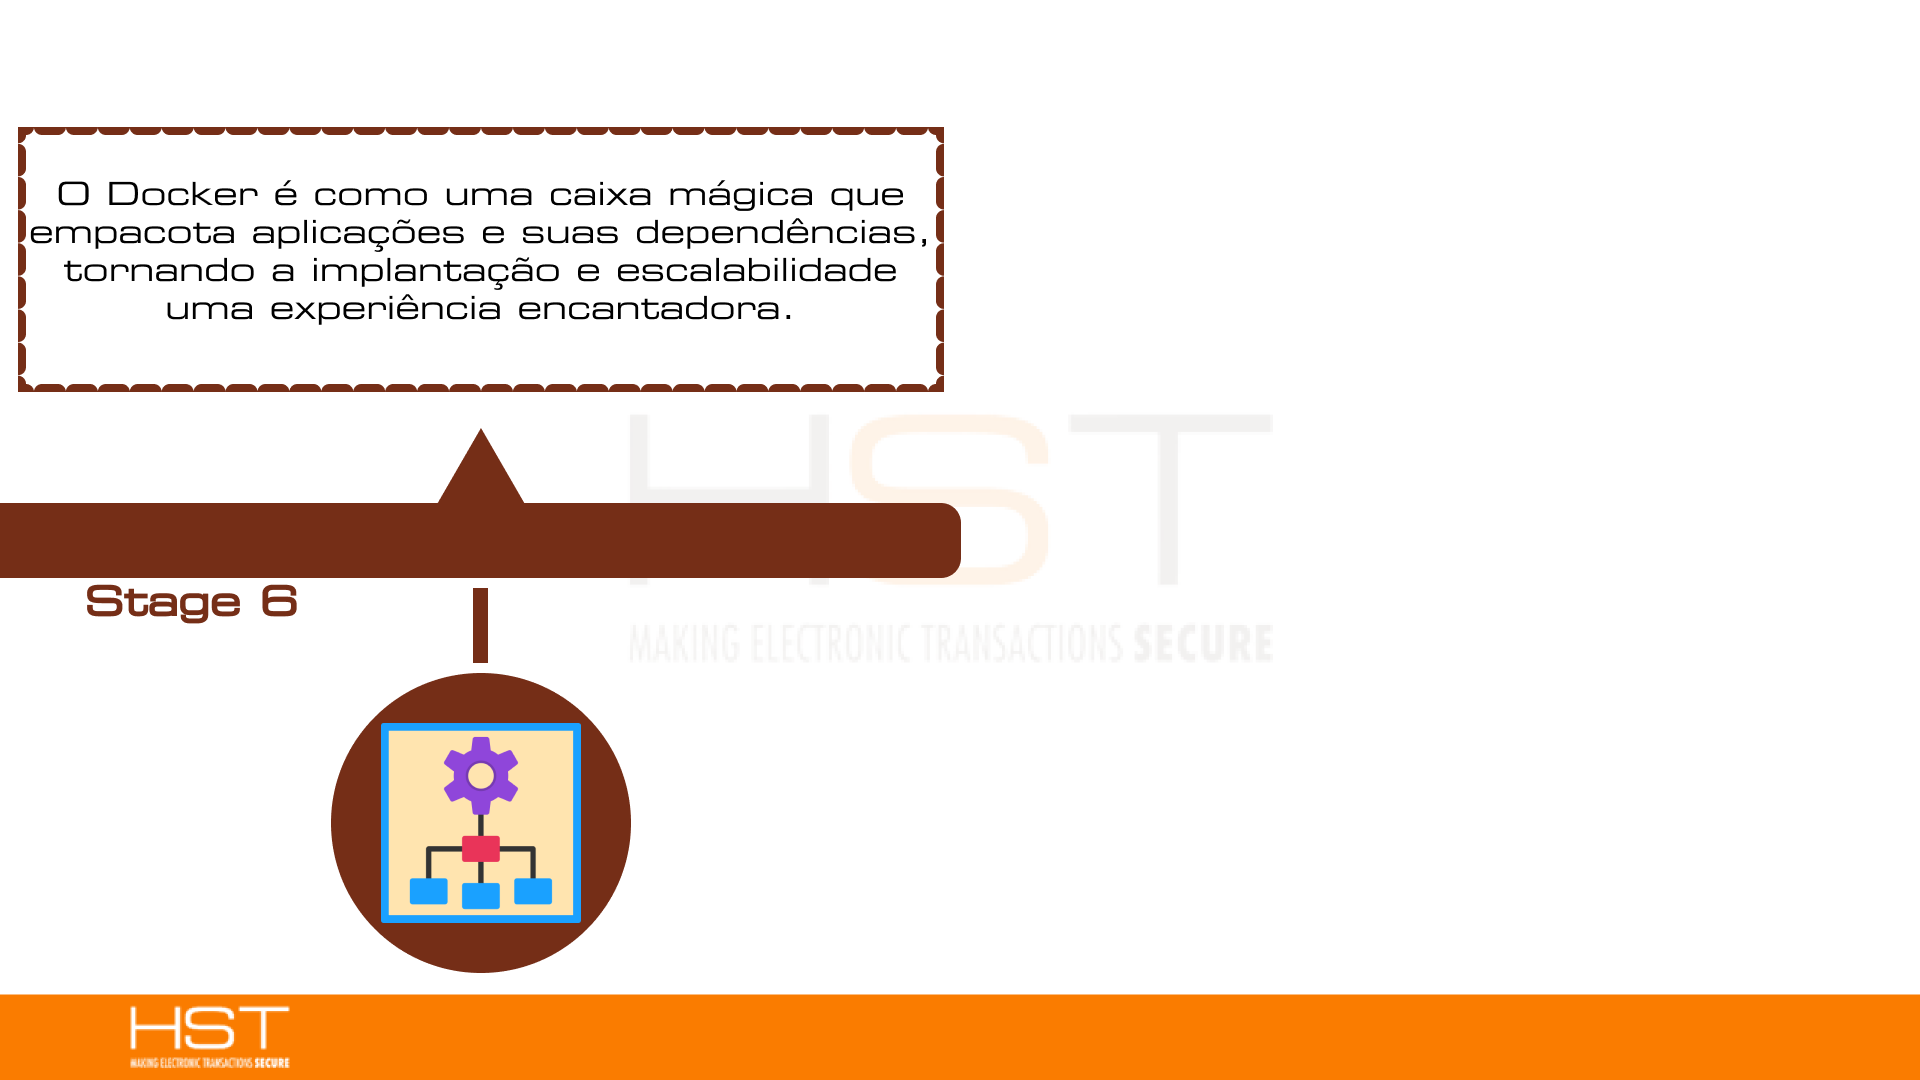 O Docker é como uma caixa mágica que
empacota aplicações e suas dependências,
tornando a implantação e escalabilidade
uma experiência encantadora.
HST
MAKING ELECTRONIC TRANSACTIONS SECURE
Stage 6
HST
MAKING ELECTRONIC TRANSACTIONS SECURE